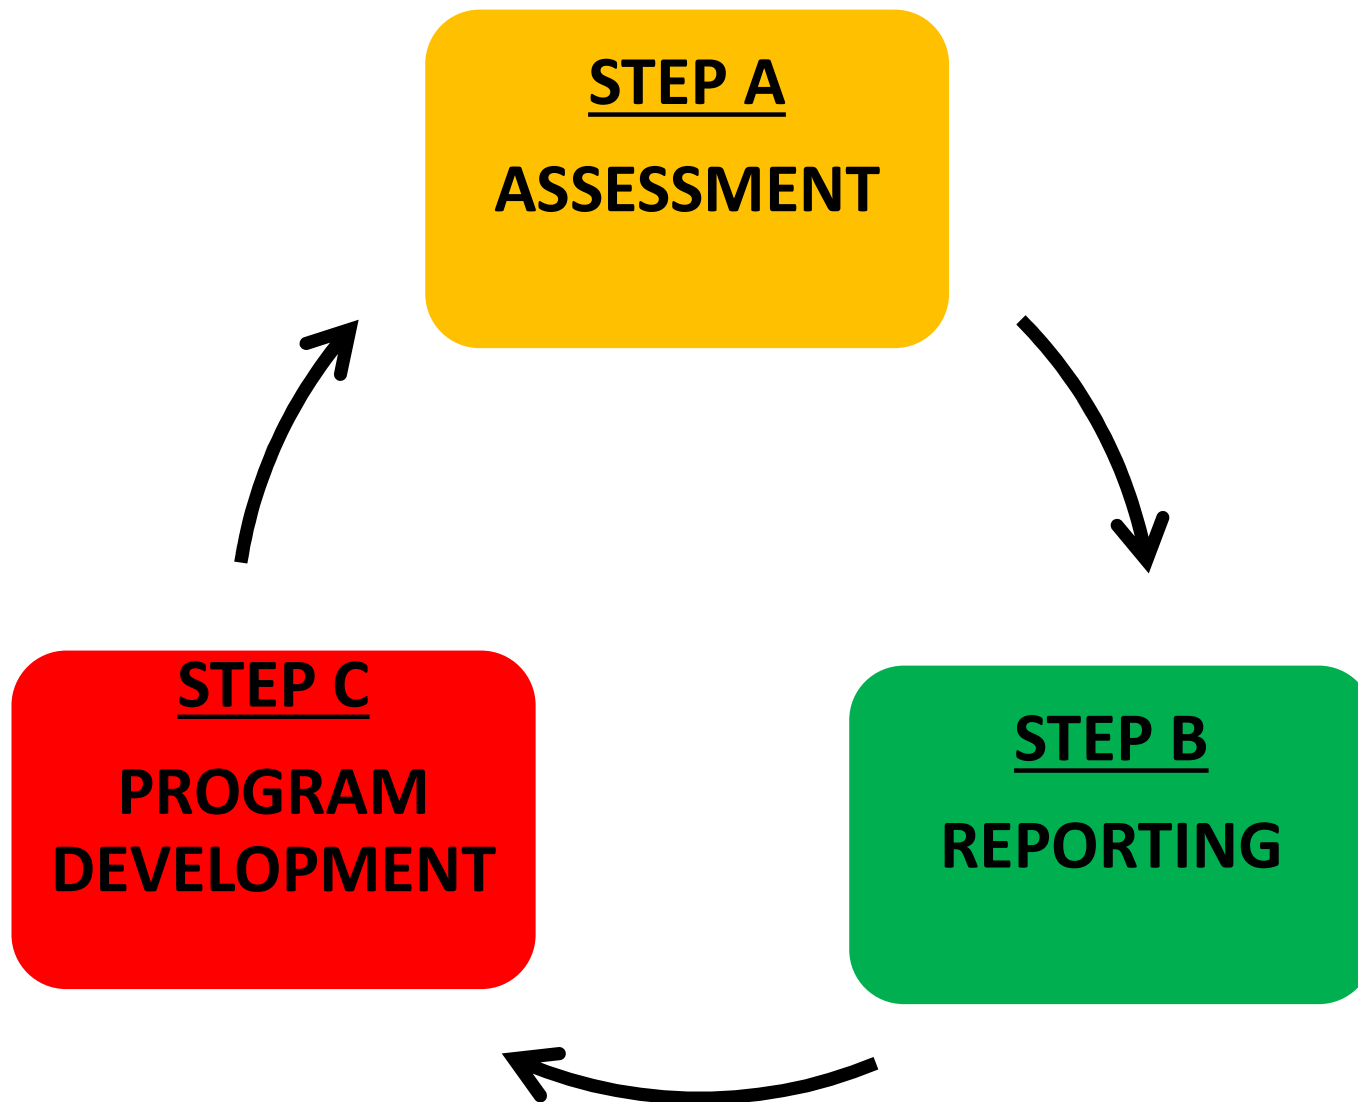 STEP A
ASSESSMENT
STEP B
REPORTING
STEP C
PROGRAM
DEVELOPMENT